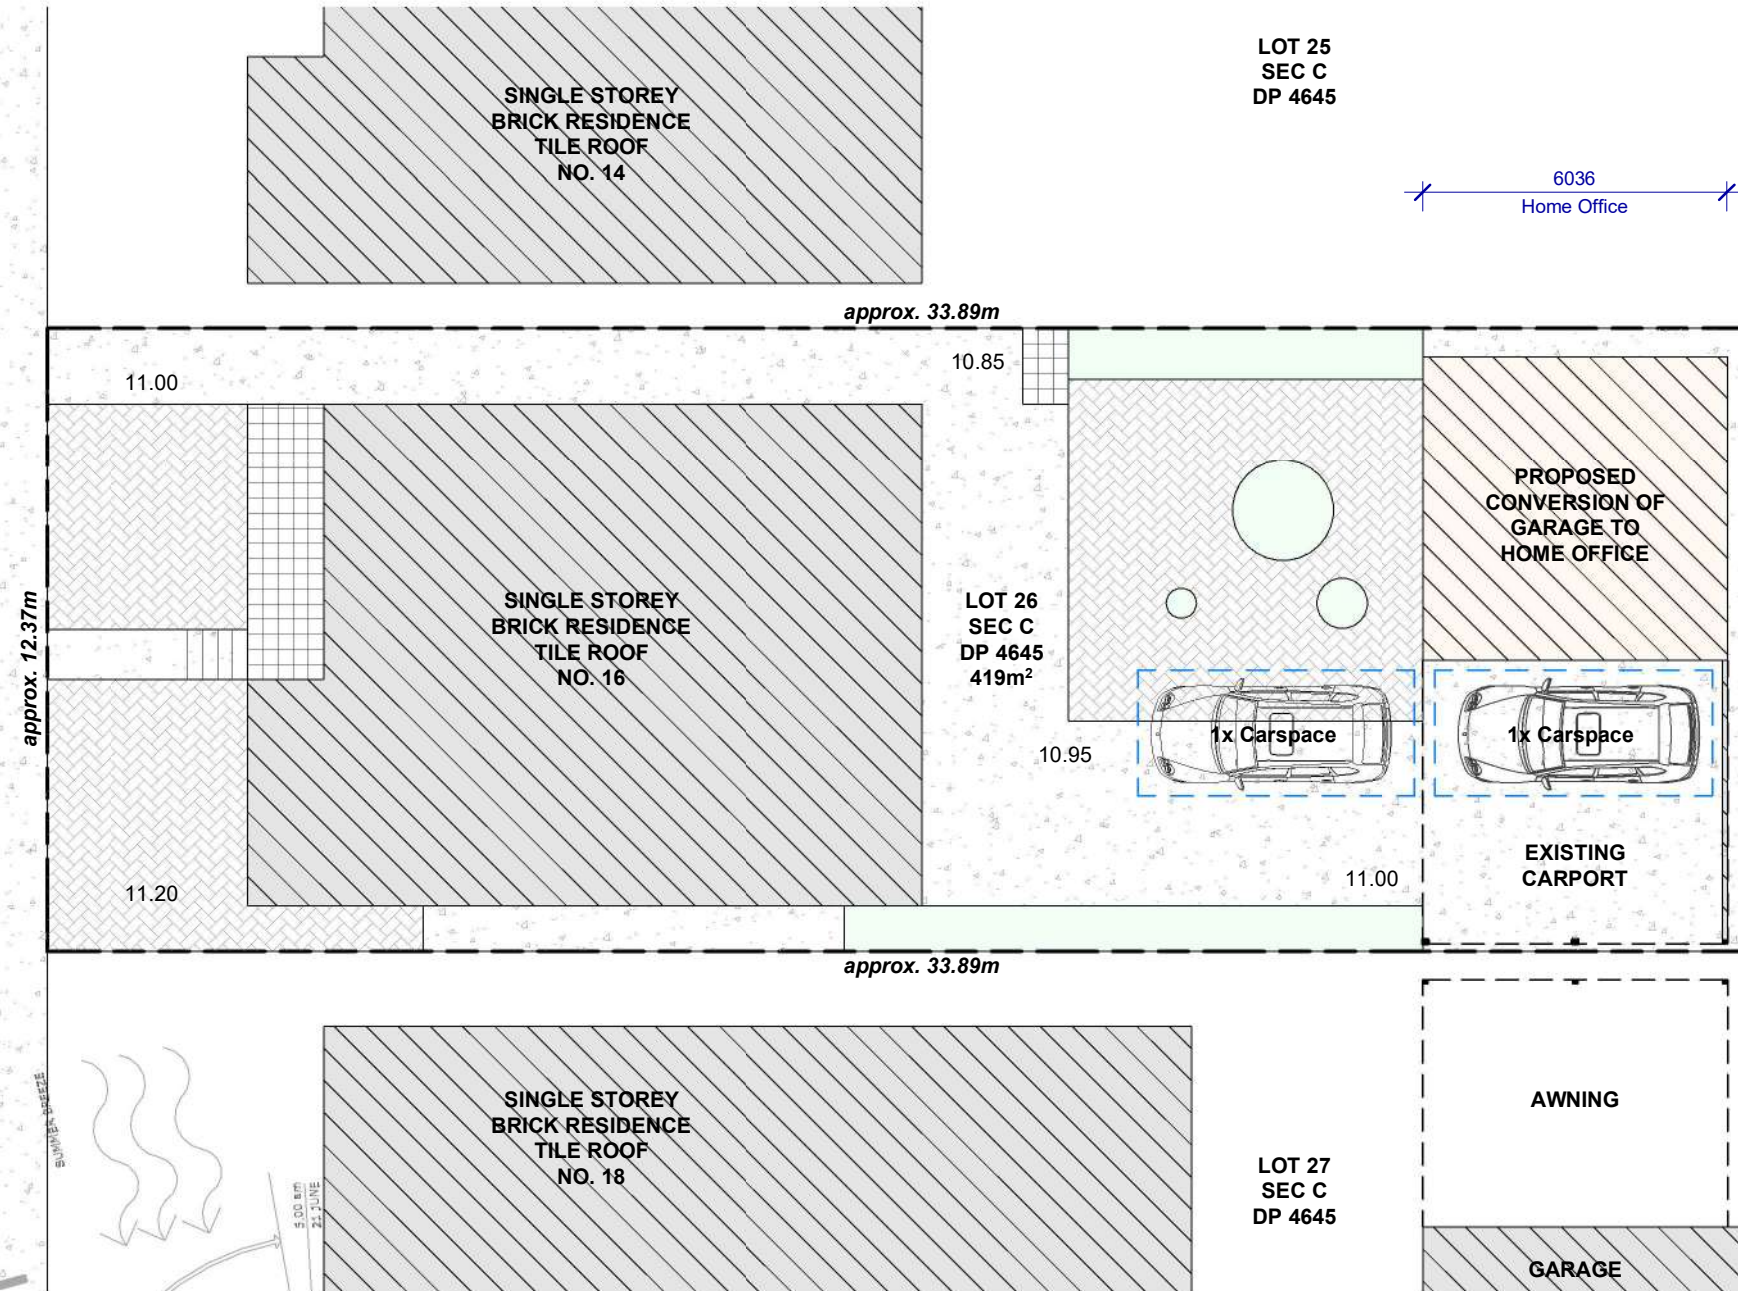 LOT 25
SEC C
DP 4645
SINGLE STOREY
BRICK RESIDENCE
TILE ROOF
NO. 14
6036
Home Office
approx. 33.89m
11.00
10.85
PROPOSED
CONVERSION OF
GARAGE TO
HOME OFFICE
approx. 12.37m
SINGLE STOREY
BRICK RESIDENCE
TILE ROOF
NO. 16
LOT 26
SEC C
DP 4645
419m²
1x Carspace
1x Carspace
10.95
EXISTING
CARPORT
11.00
11.20
approx. 33.89m
SUMMER BREEZE
5.00 am
21 JUNE
SINGLE STOREY
BRICK RESIDENCE
TILE ROOF
NO. 18
AWNING
LOT 27
SEC C
DP 4645
GARAGE